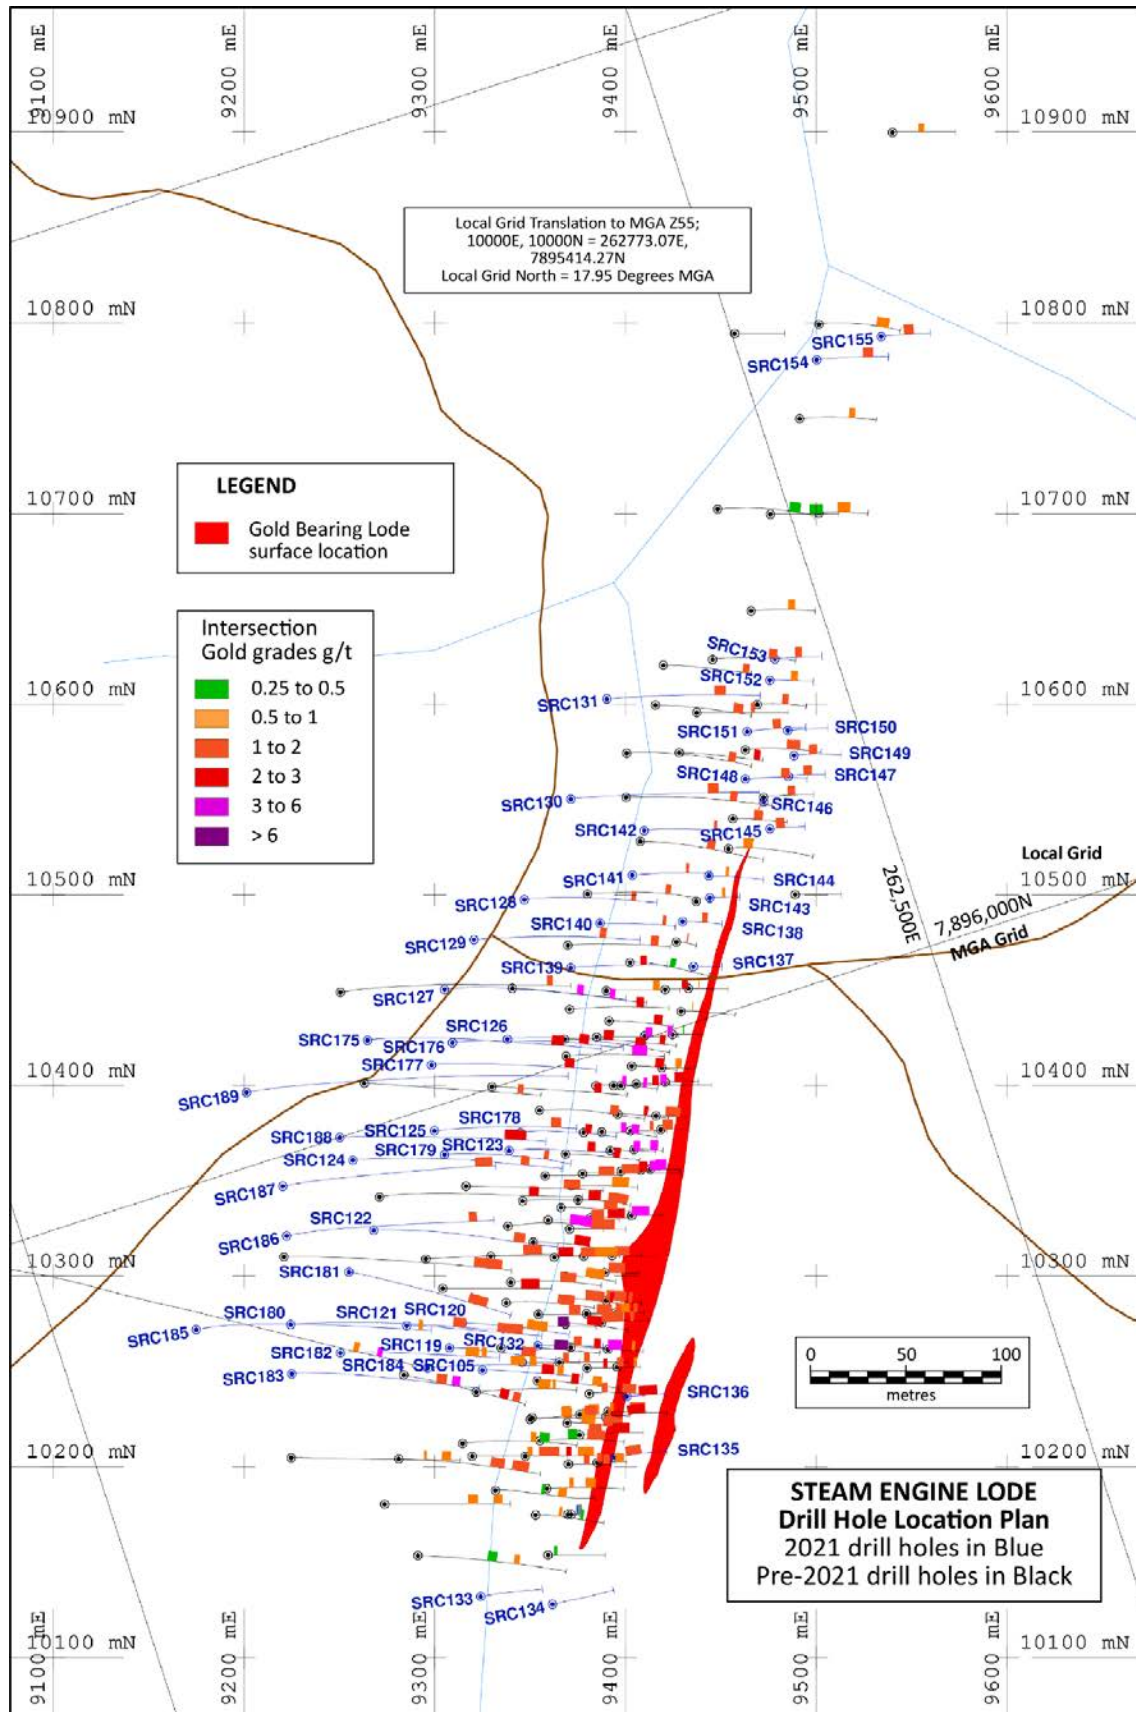 9100 mE
9200 mE
9300 mE
9400 mE
9500 mE
9600 mE
10900 mN
10900 mN
Local Grid Translation to MGA Z55;
10000E, 10000N = 262773.07E,
7895414.27N
Local Grid North = 17.95 Degrees MGA
10800 mN
10800 mN
SRC155
SRC154
LEGEND
Gold Bearing Lode
surface location
10700 mN
10700 mN
Intersection
Gold grades g/t
0.25 to 0.5
0.5 to 1
1 to 2
2 to 3
3 to 6
> 6
SRC153
SRC152
10600 mN
10600 mN
SRC131
SRC151
SRC150
SRC149
SRC148
SRC147
SRC130
SRC146
SRC142
SRC145
Local Grid
SRC141
SRC144
10500 mN
10500 mN
SRC128
SRC143
262,500E
7,896,000N
MGA Grid
SRC140
SRC138
SRC129
SRC139
SRC137
SRC127
SRC126
SRC175
SRC176
SRC177
10400 mN
10400 mN
SRC189
SRC188
SRC125
SRC178
SRC179
SRC123
SRC124
SRC187
SRC122
SRC186
10300 mN
10300 mN
SRC181
SRC180
SRC121
SRC120
SRC185
SRC182
SRC119
SRC132
SRC184
SRC105
SRC183
0
50
100
metres
SRC136
SRC135
10200 mN
10200 mN
STEAM ENGINE LODE
Drill Hole Location Plan
2021 drill holes in Blue
Pre-2021 drill holes in Black
SRC133
SRC134
10100 mN
10100 mN
9100 mE
9200 mE
9300 mE
9400 mE
9500 mE
9600 mE